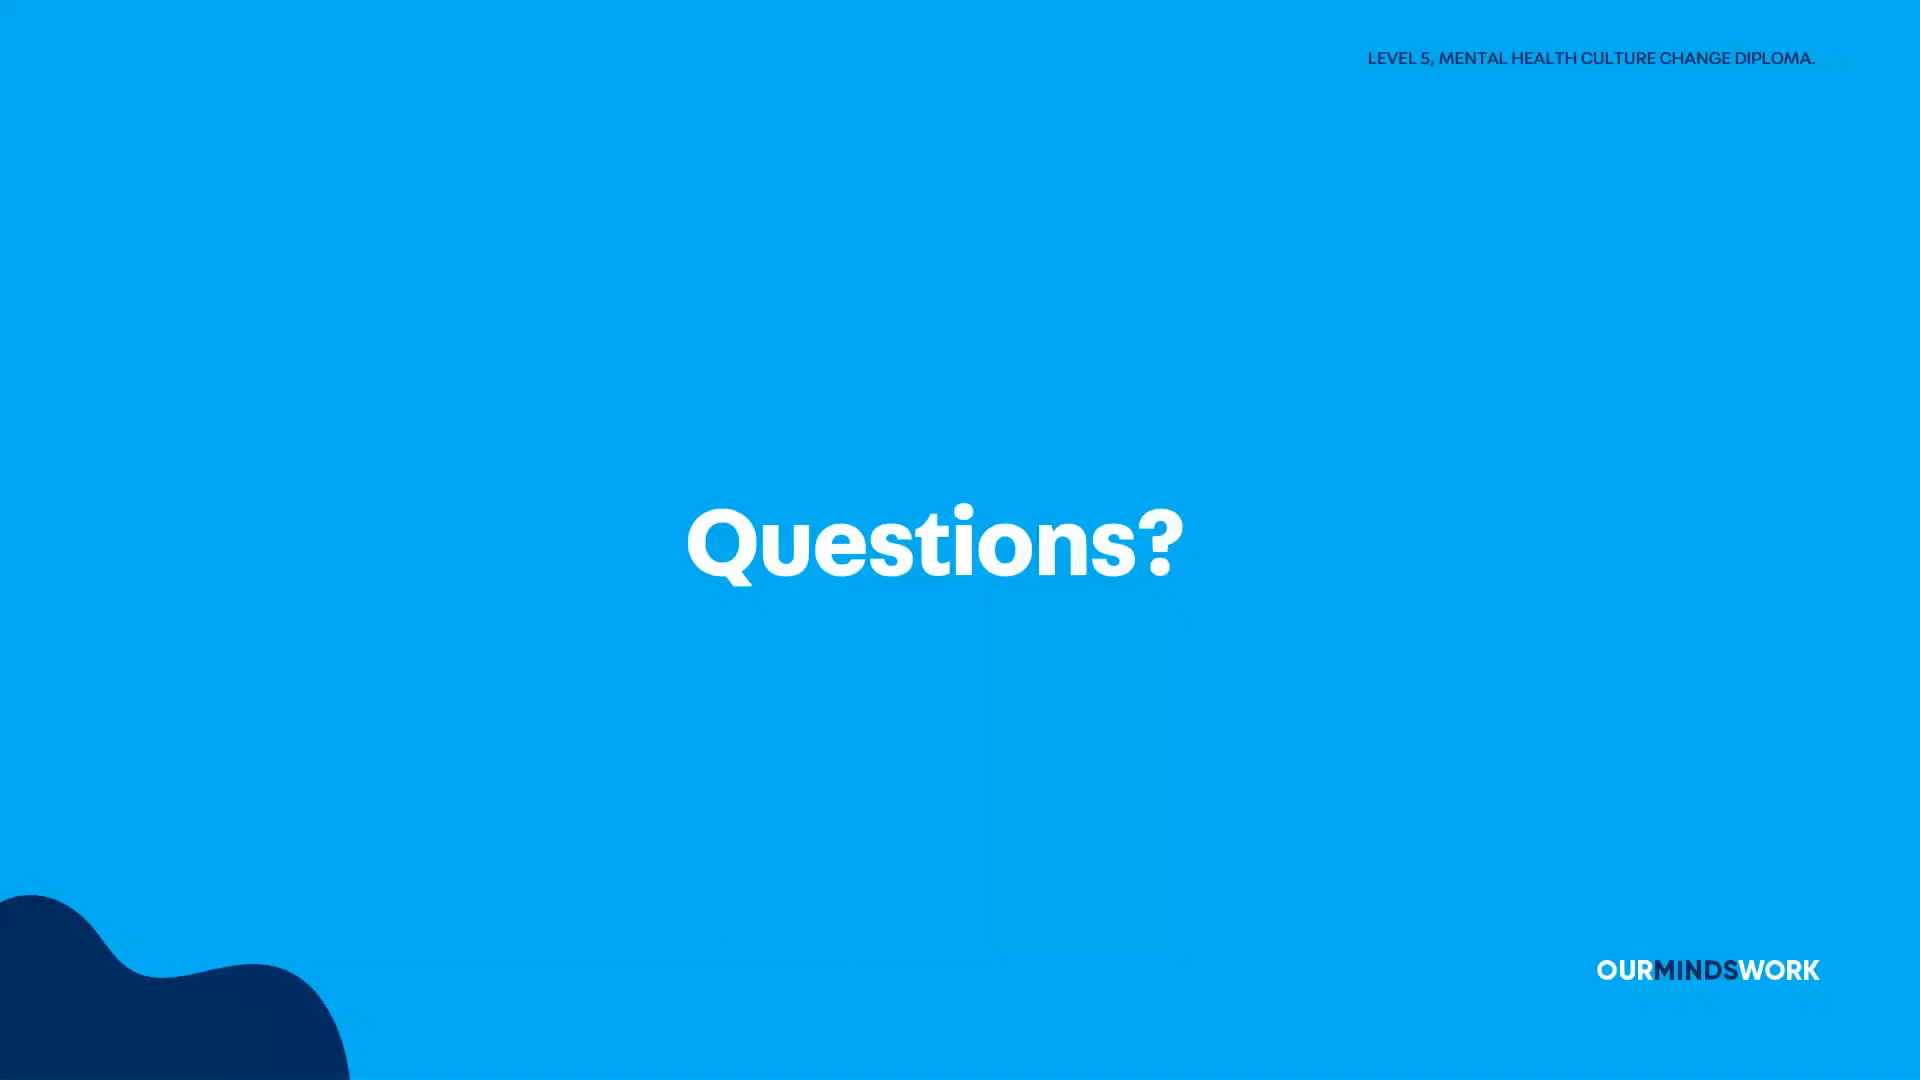 LEVEL 5, MENTAL HEALTH CULTURE CHANGE DIPLOMA.
Questions?
OURMINDSWORK